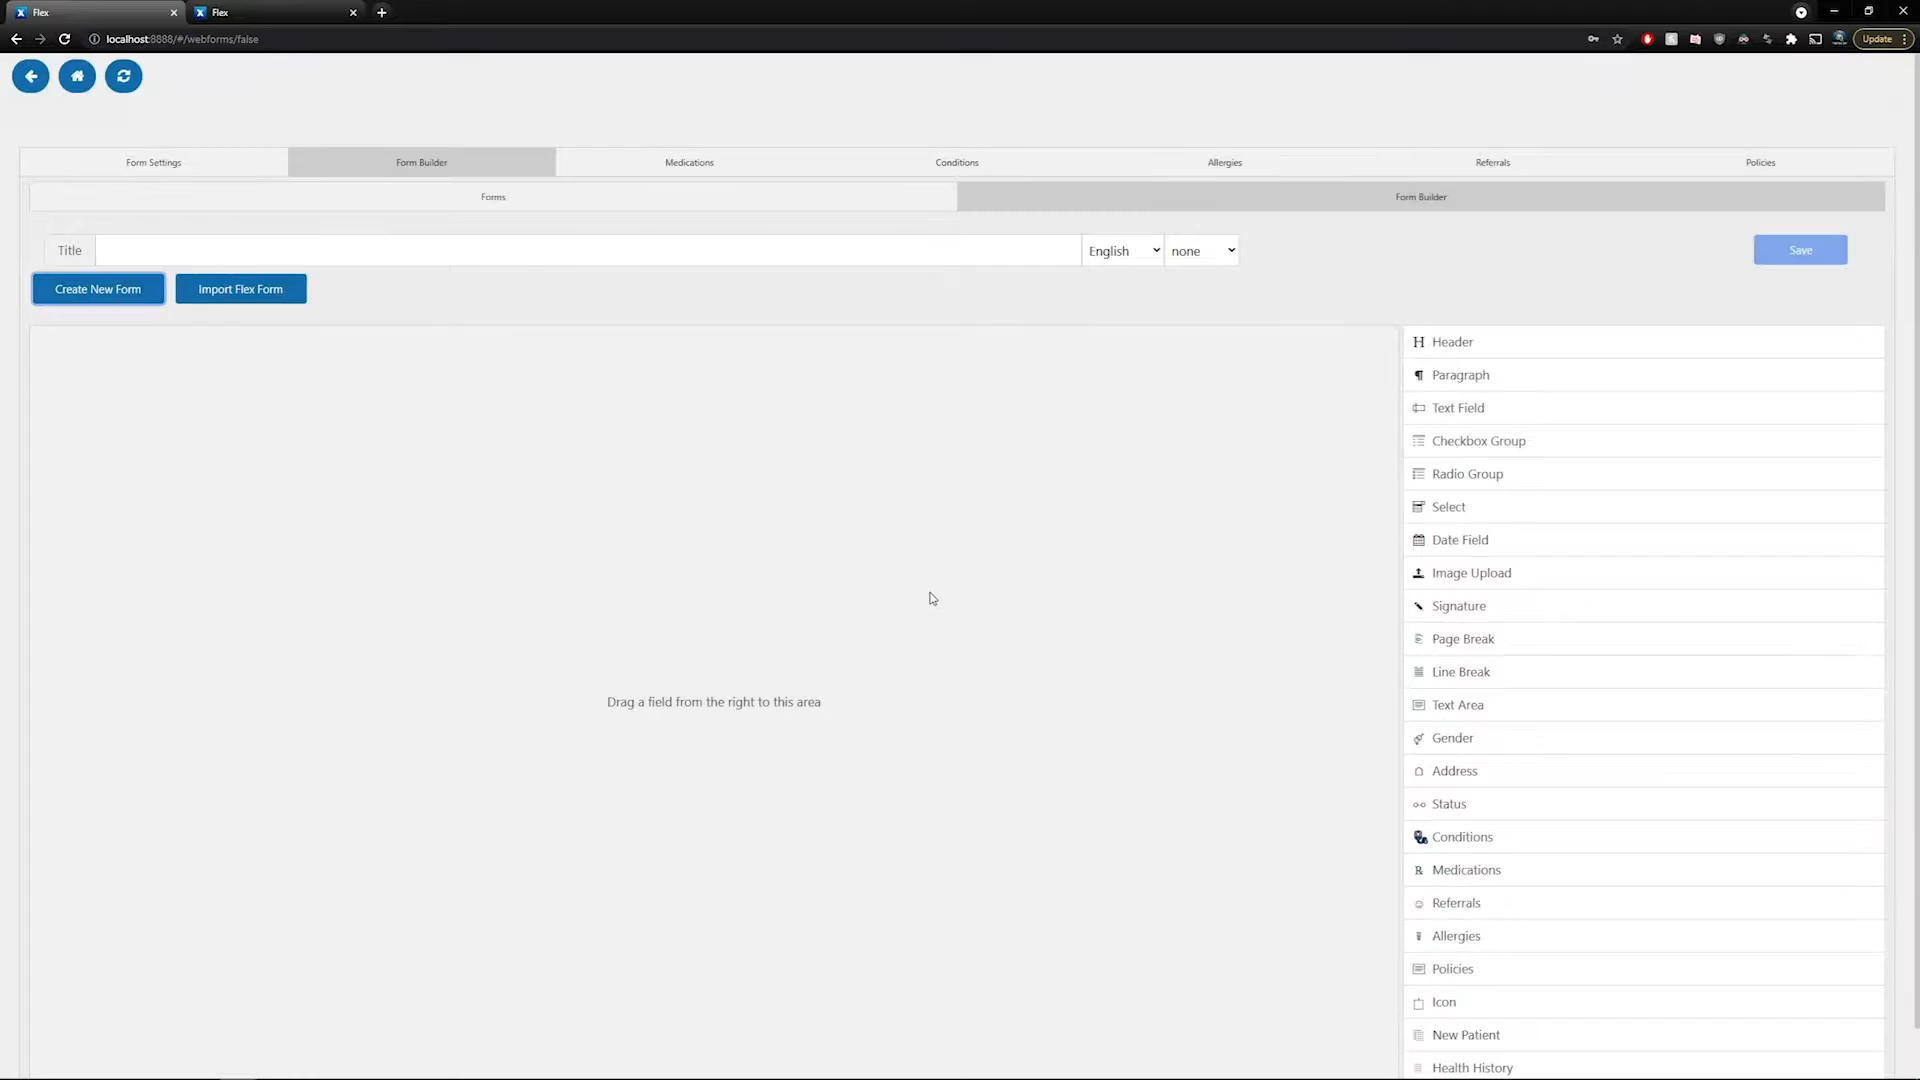 Flex
Flex
localhost:8888/#/webforms/false
Update
Form Settings
Form Builder
Medications
Conditions
Allergies
Referrals
Policies
Forms
Form Builder
Title
English
none
Save
Create New Form
Import Flex Form
Drag a field from the right to this area
Header
Paragraph
Text Field
Checkbox Group
Radio Group
Select
Date Field
Image Upload
Signature
Page Break
Line Break
Text Area
Gender
Address
Status
Conditions
Medications
Referrals
Allergies
Policies
Icon
New Patient
Health History